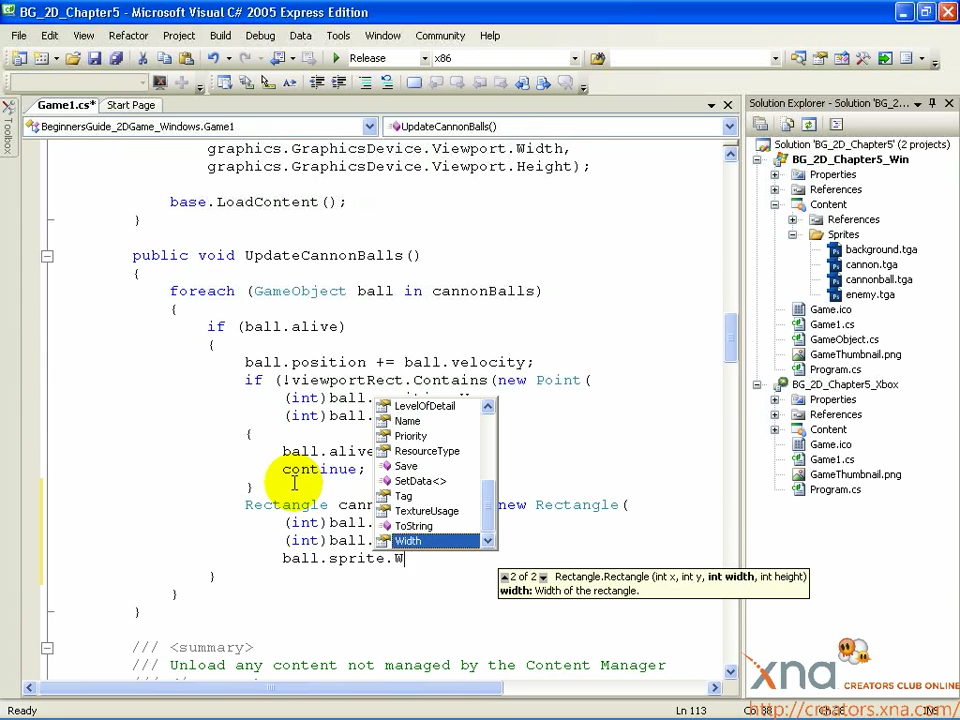 BG_2D_Chapter5 - Microsoft Visual C# 2005 Express Edition
File Edit View Refactor Project Build Debug Data Tools Window Community Help
Release x86
Game1.cs* Start Page
BeginnersGuide_2DGame_Windows.Game1 UpdateCannonBalls()
Toolbox
graphics.GraphicsDevice.Viewport.Width,
graphics.GraphicsDevice.Viewport.Height);
base.LoadContent();
}
public void UpdateCannonBalls()
{
foreach (GameObject ball in cannonBalls)
{
if (ball.alive)
{
ball.position += ball.velocity;
if (!viewportRect.Contains(new Point(
(int)ball.
(int)ball.
{
ball.alive
continue;
}
Rectangle cann new Rectangle(
(int)ball.
(int)ball.
ball.sprite.W
}
}
}
/// <summary>
/// Unload any content not managed by the Content Manager
LevelOfDetail
Name
Priority
ResourceType
Save
SetData<>
Tag
TextureUsage
ToString
Width
2 of 2 Rectangle.Rectangle (int x, int y, int width, int height)
width: Width of the rectangle.
Solution Explorer - Solution 'BG_2...
Solution 'BG_2D_Chapter5' (2 projects)
BG_2D_Chapter5_Win
Properties
References
Content
References
Sprites
background.tga
cannon.tga
cannonball.tga
enemy.tga
Game.ico
Game1.cs
GameObject.cs
GameThumbnail.png
Program.cs
BG_2D_Chapter5_Xbox
Properties
References
Content
Game.ico
Game1.cs
GameThumbnail.png
Program.cs
xna CREATORS CLUB ONLINE
http://creators.xna.com/
Ready Ln 113